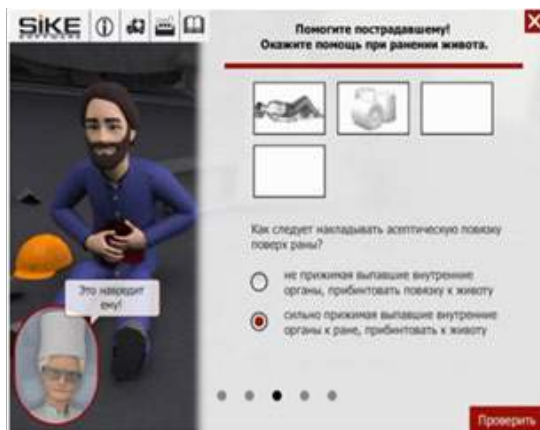 SIKE
SOFTWARE
Помогите пострадавшему!
Окажите помощь при ранении живота.
Как следует накладывать асептическую повязку
поверх раны?
не прижимая выпавшие внутренние
органы, прибинтовать повязку к животу
сильно прижимая выпавшие внутренние
органы к ране, прибинтовать к животу
Это навредит
ему!
Проверить